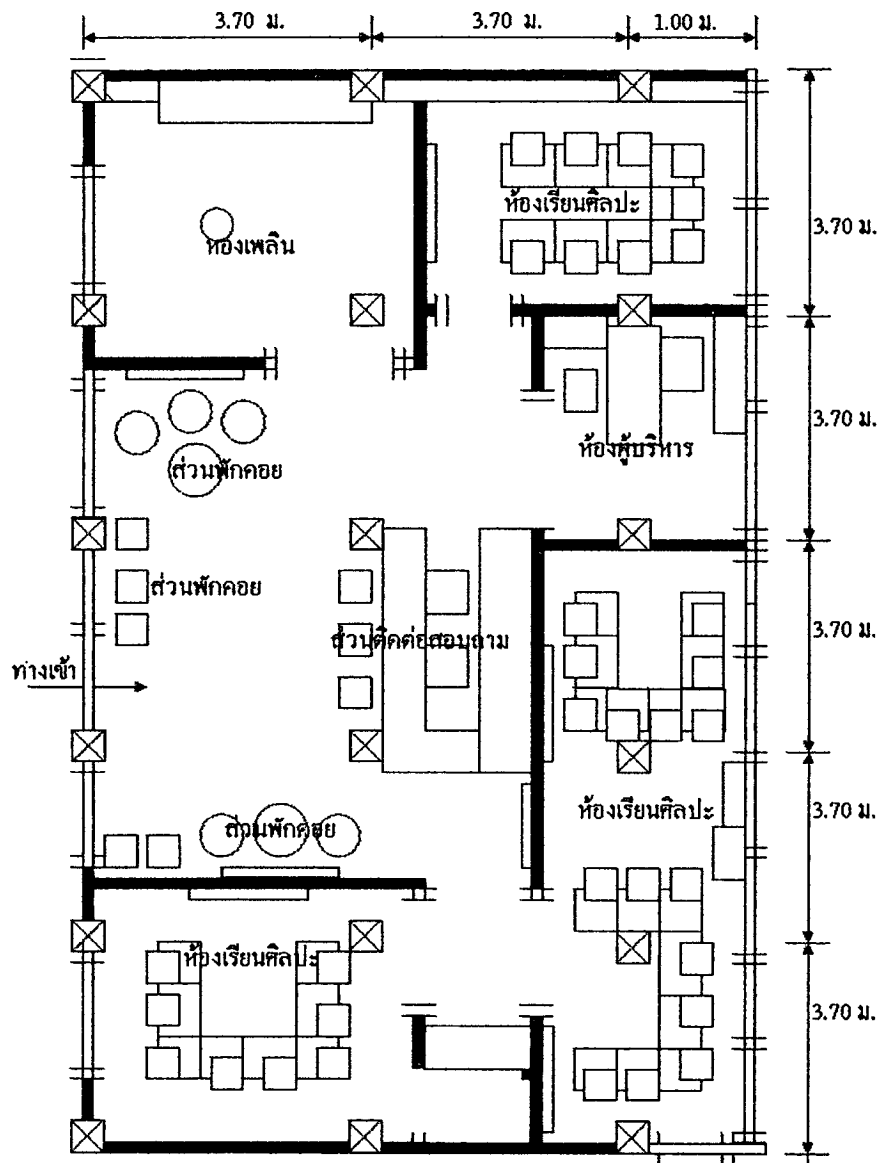 3.70 ม.
3.70 ม.
1.00 ม.
ห้องเรียนศิลปะ
3.70 ม.
ห้องเพลิน
3.70 ม.
ห้องผู้บริหาร
ส่วนพักคอย
ส่วนพักคอย
3.70 ม.
ส่วนติดต่อสอบถาม
ทางเข้า
ห้องเรียนศิลปะ
3.70 ม.
ส่วนพักคอย
ห้องเรียนศิลปะ
3.70 ม.